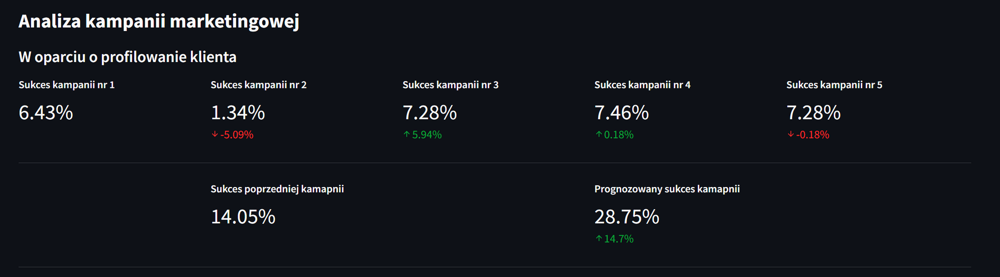 Analiza kampanii marketingowej
W oparciu o profilowanie klienta
Sukces kampanii nr 1
Sukces kampanii nr 2
Sukces kampanii nr 3
Sukces kampanii nr 4
Sukces kampanii nr 5
6.43%
1.34%
7.28%
7.46%
7.28%
↓ -5.09%
↑ 5.94%
↑ 0.18%
↓ -0.18%
Sukces poprzedniej kamapnii
Prognozowany sukces kamapnii
14.05%
28.75%
↑ 14.7%